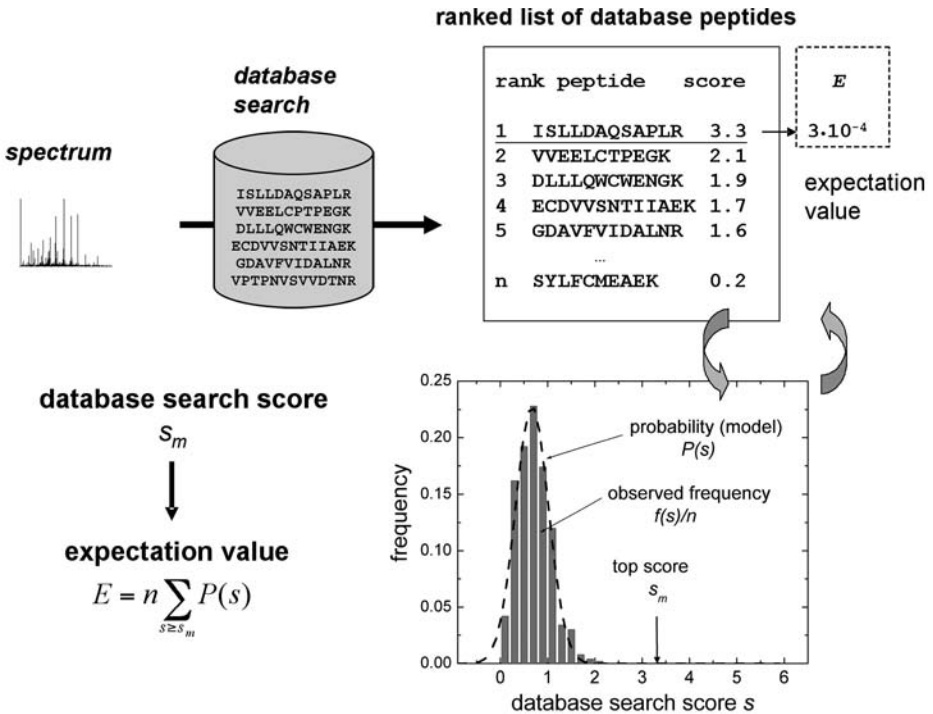 ranked list of database peptides
database
search
spectrum
ISLLDAQSAPLR
VVEELCPTPEGK
DLLLQWCWENGK
ECDVVSNTIIAEK
GDAVFVIDALNR
VPTPNVSVVDTNR
rank peptide score
1 ISLLDAQSAPLR 3.3
2 VVEELCTPEGK 2.1
3 DLLLQWCWENGK 1.9
4 ECDVVSNTIIAEK 1.7
5 GDAVFVIDALNR 1.6
...
n SYLFCMEAEK 0.2
E
3•10⁻⁴
expectation
value
database search score
sₘ
expectation value
E = n ∑ P(s)
s≥sₘ
0.25
0.20
0.15
0.10
0.05
0.00
frequency
probability (model)
P(s)
observed frequency
f(s)/n
top score
sₘ
0 1 2 3 4 5 6
database search score s